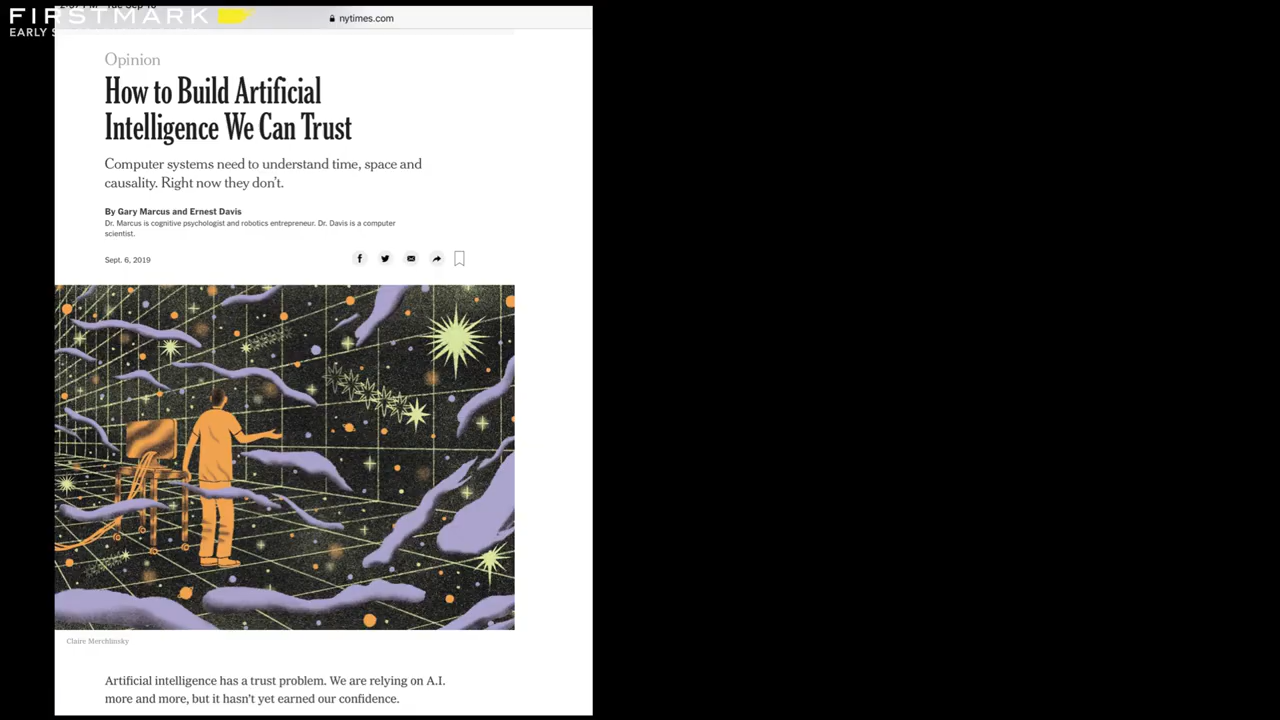 FIRSTMARK
EARLY S
nytimes.com
Opinion
How to Build Artificial
Intelligence We Can Trust
Computer systems need to understand time, space and
causality. Right now they don't.
By Gary Marcus and Ernest Davis
Dr. Marcus is cognitive psychologist and robotics entrepreneur. Dr. Davis is a computer
scientist.
Sept. 6, 2019
Claire Merchlinsky
Artificial intelligence has a trust problem. We are relying on A.I.
more and more, but it hasn't yet earned our confidence.